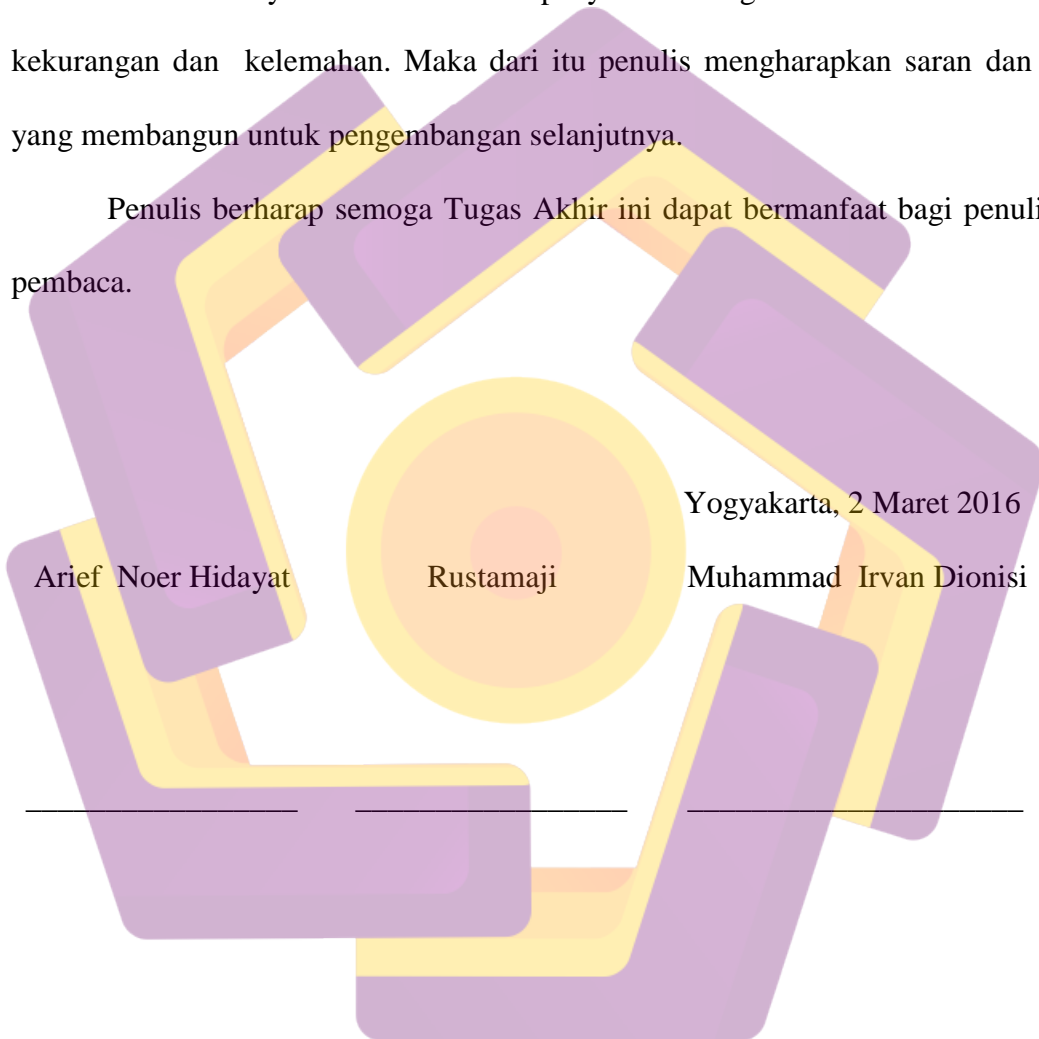 kekurangan dan kelemahan. Maka dari itu penulis mengharapkan saran dan
yang membangun untuk pengembangan selanjutnya.
Penulis berharap semoga Tugas Akhir ini dapat bermanfaat bagi penuli
pembaca.
Yogyakarta, 2 Maret 2016
Arief Noer Hidayat Rustamaji Muhammad Irvan Dionisi